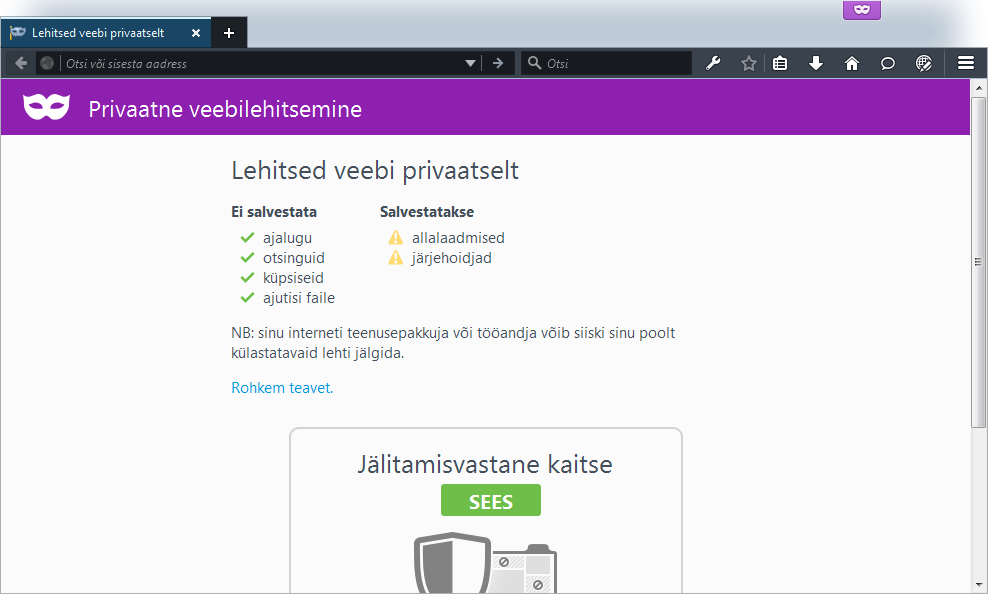 Lehitsed veebi privaatselt
Otsi või sisesta aadress
Otsi
Privaatne veebilehitsemine
Lehitsed veebi privaatselt
Ei salvestata
ajalugu
otsinguid
küpsiseid
ajutisi faile
Salvestatakse
allalaadmised
järjehoidjad
NB: sinu interneti teenusepakkuja või tööandja võib siiski sinu poolt
külastatavaid lehti jälgida.
Rohkem teavet.
Jälitamisvastane kaitse
SEES